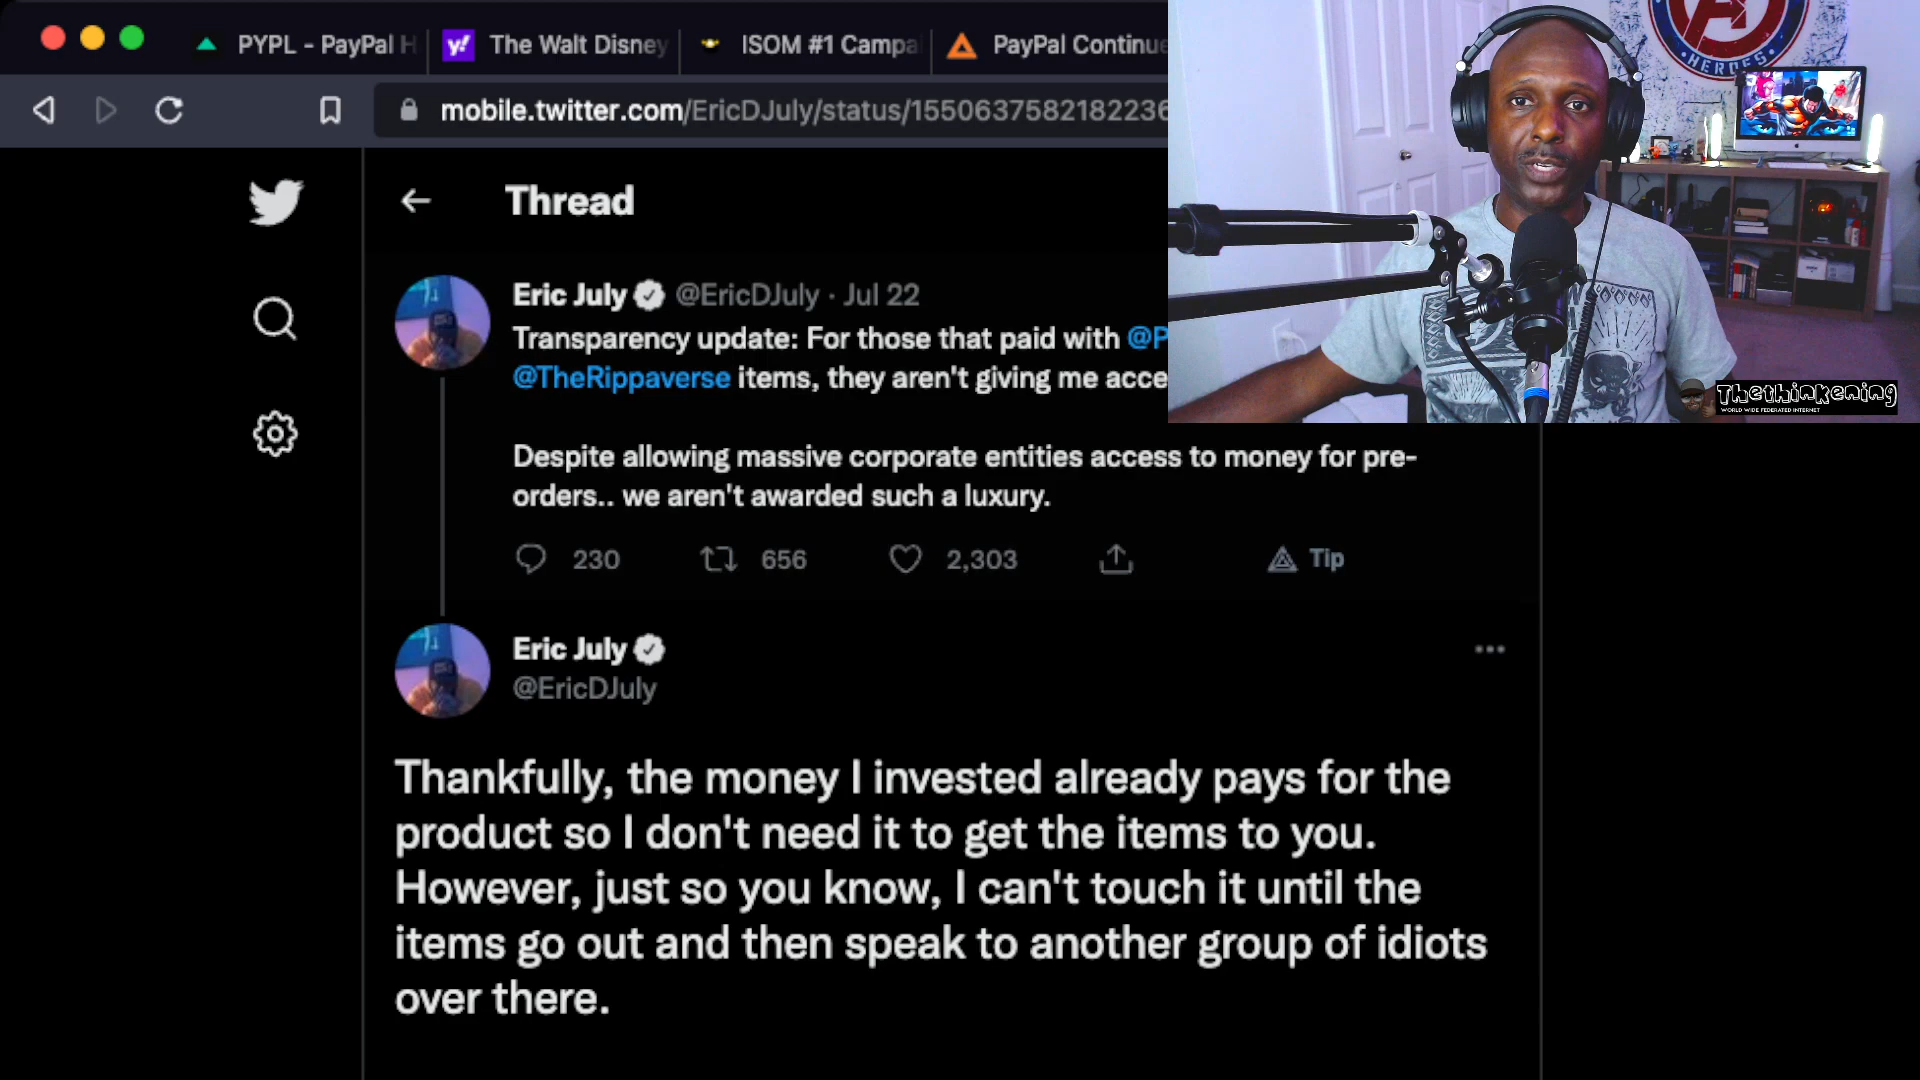 PYPL - PayPal H
y!
The Walt Disney
ISOM #1 Campa
PayPal Continue
mobile.twitter.com/EricDJuly/status/1550637582182236
HEROES
Thread
Eric July @EricDJuly · Jul 22
Transparency update: For those that paid with @P
@TheRippaverse items, they aren't giving me acce
Despite allowing massive corporate entities access to money for pre-
orders.. we aren't awarded such a luxury.
230 656 2,303 Tip
Eric July
@EricDJuly
Thankfully, the money I invested already pays for the
product so I don't need it to get the items to you.
However, just so you know, I can't touch it until the
items go out and then speak to another group of idiots
over there.
Thethinkening
WORLD WIDE FEDERATED INTERNET